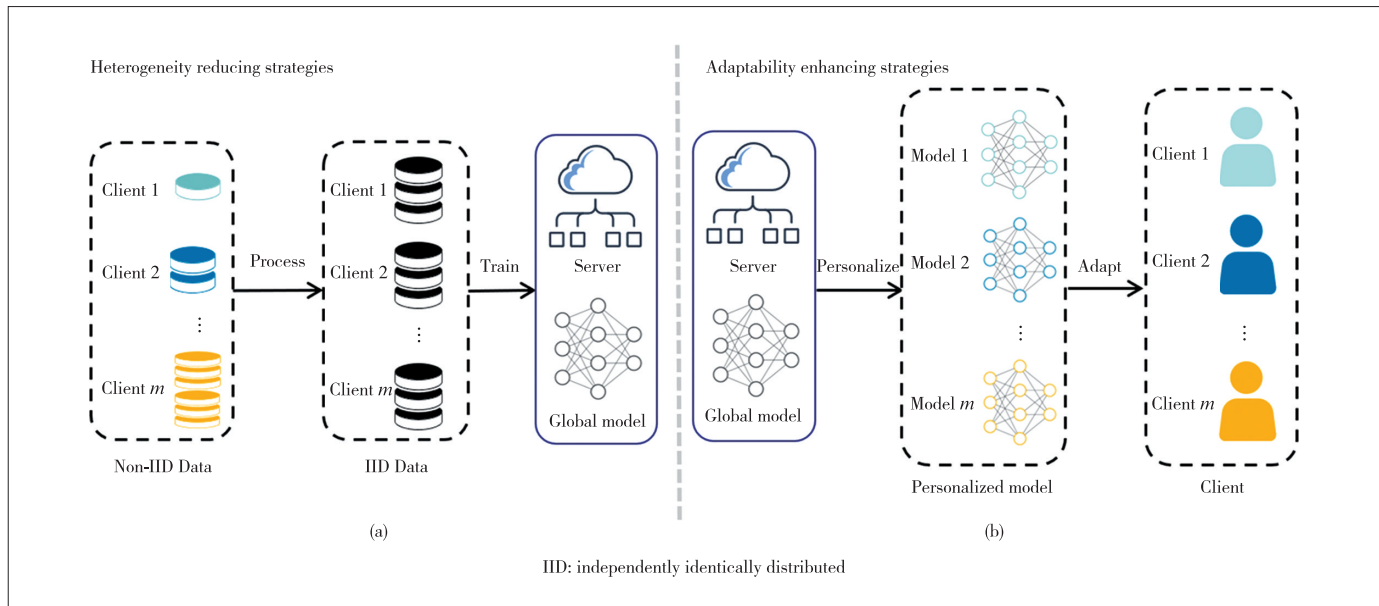 Heterogeneity reducing strategies
Client 1
Client 2
⋮
Client m
Non-IID Data
Process
Client 1
Client 2
⋮
Client m
IID Data
Train
Server
Global model
(a)
Adaptability enhancing strategies
Server
Global model
Personalize
Model 1
Model 2
⋮
Model m
Personalized model
Adapt
Client 1
Client 2
⋮
Client m
Client
(b)
IID: independently identically distributed